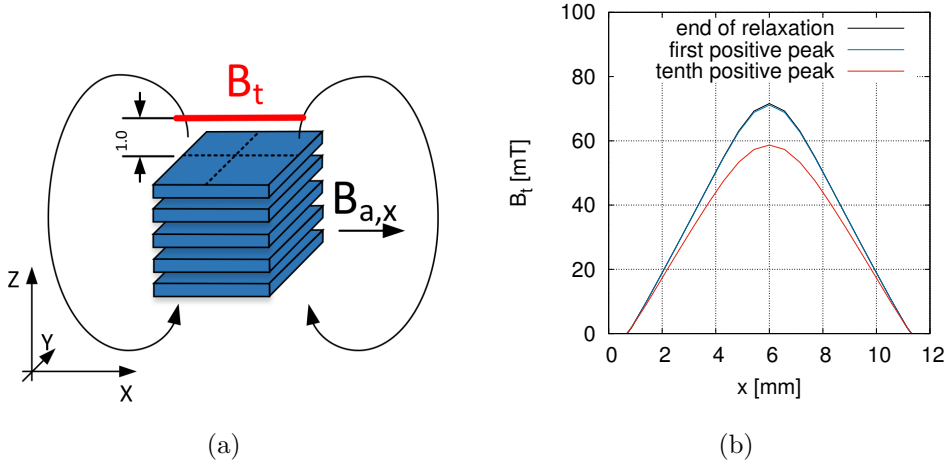 B_t
1.0
B_a,x
Z
Y
X
(a)
(b)
100
80
60
40
20
0
B_t [mT]
end of relaxation
first positive peak
tenth positive peak
0 2 4 6 8 10 12
x [mm]